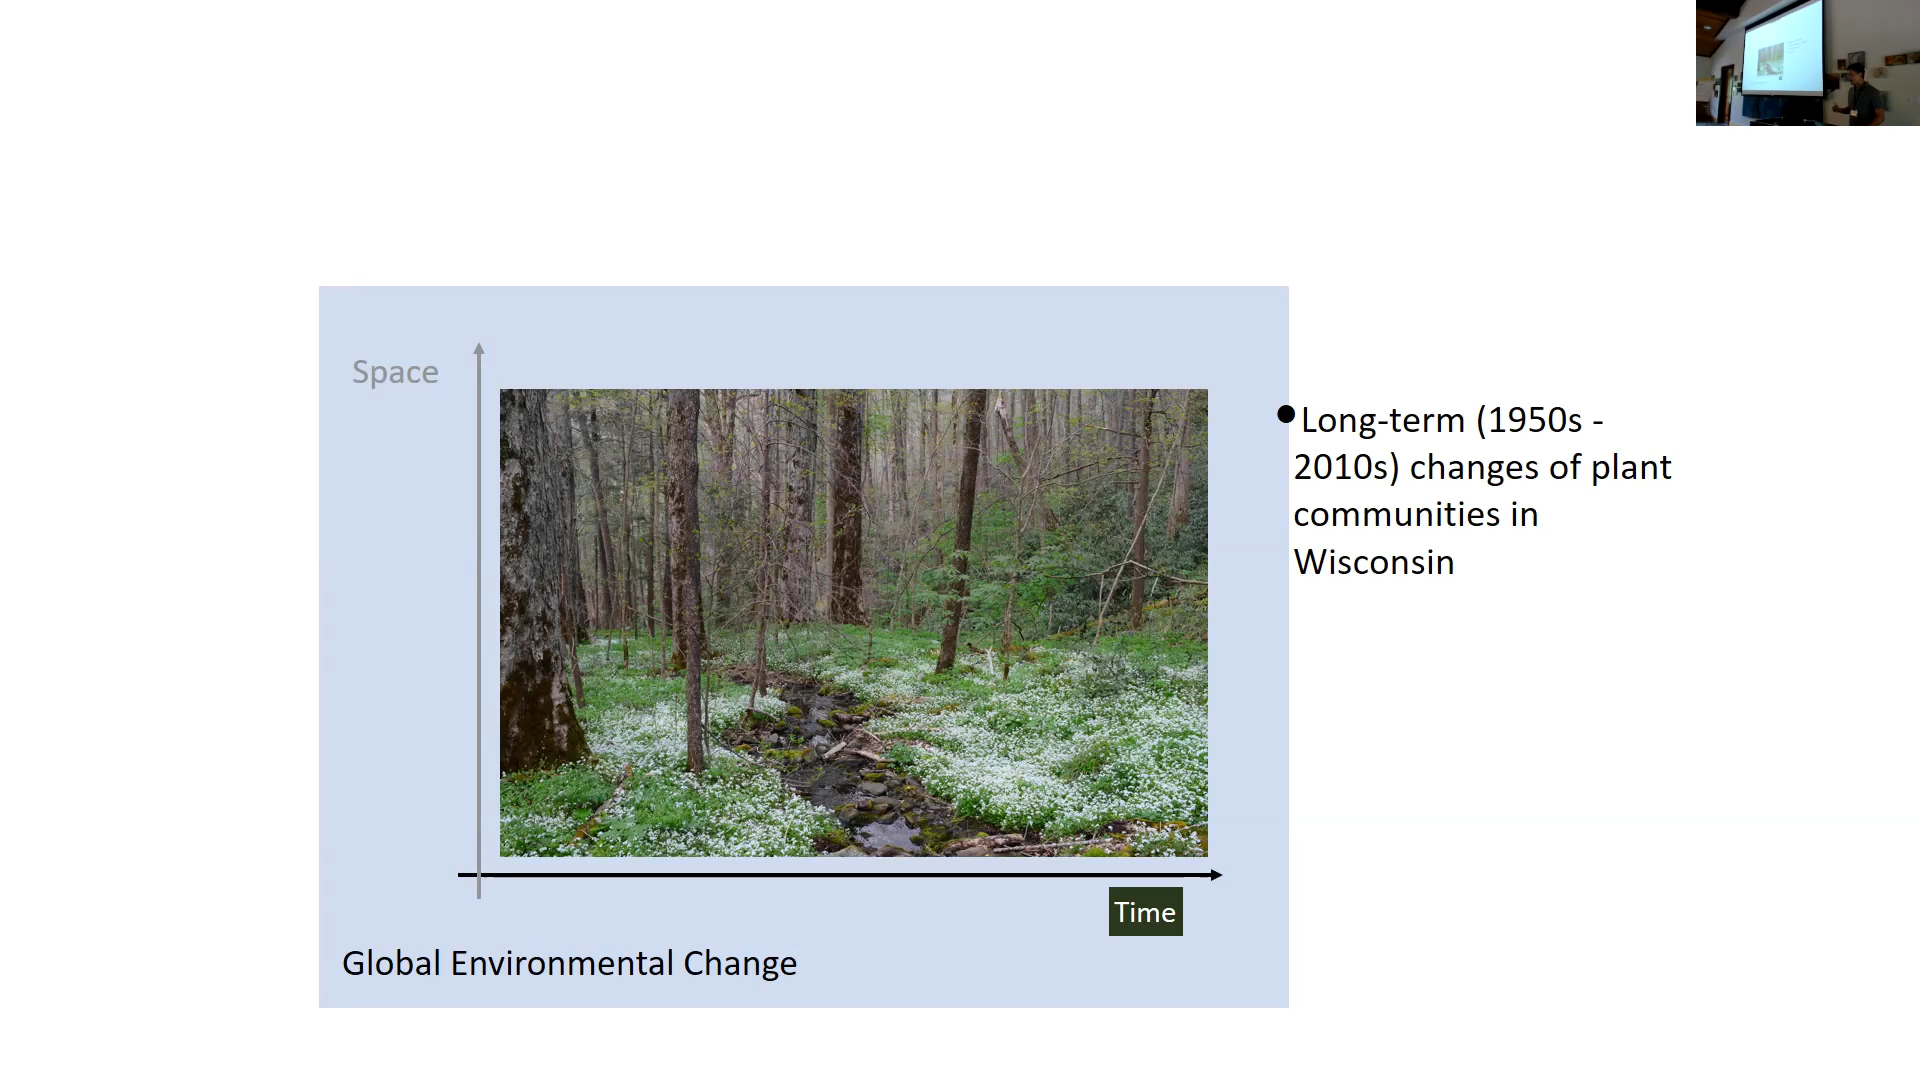 Space
● Long-term (1950s -
2010s) changes of plant
communities in
Wisconsin
Time
Global Environmental Change